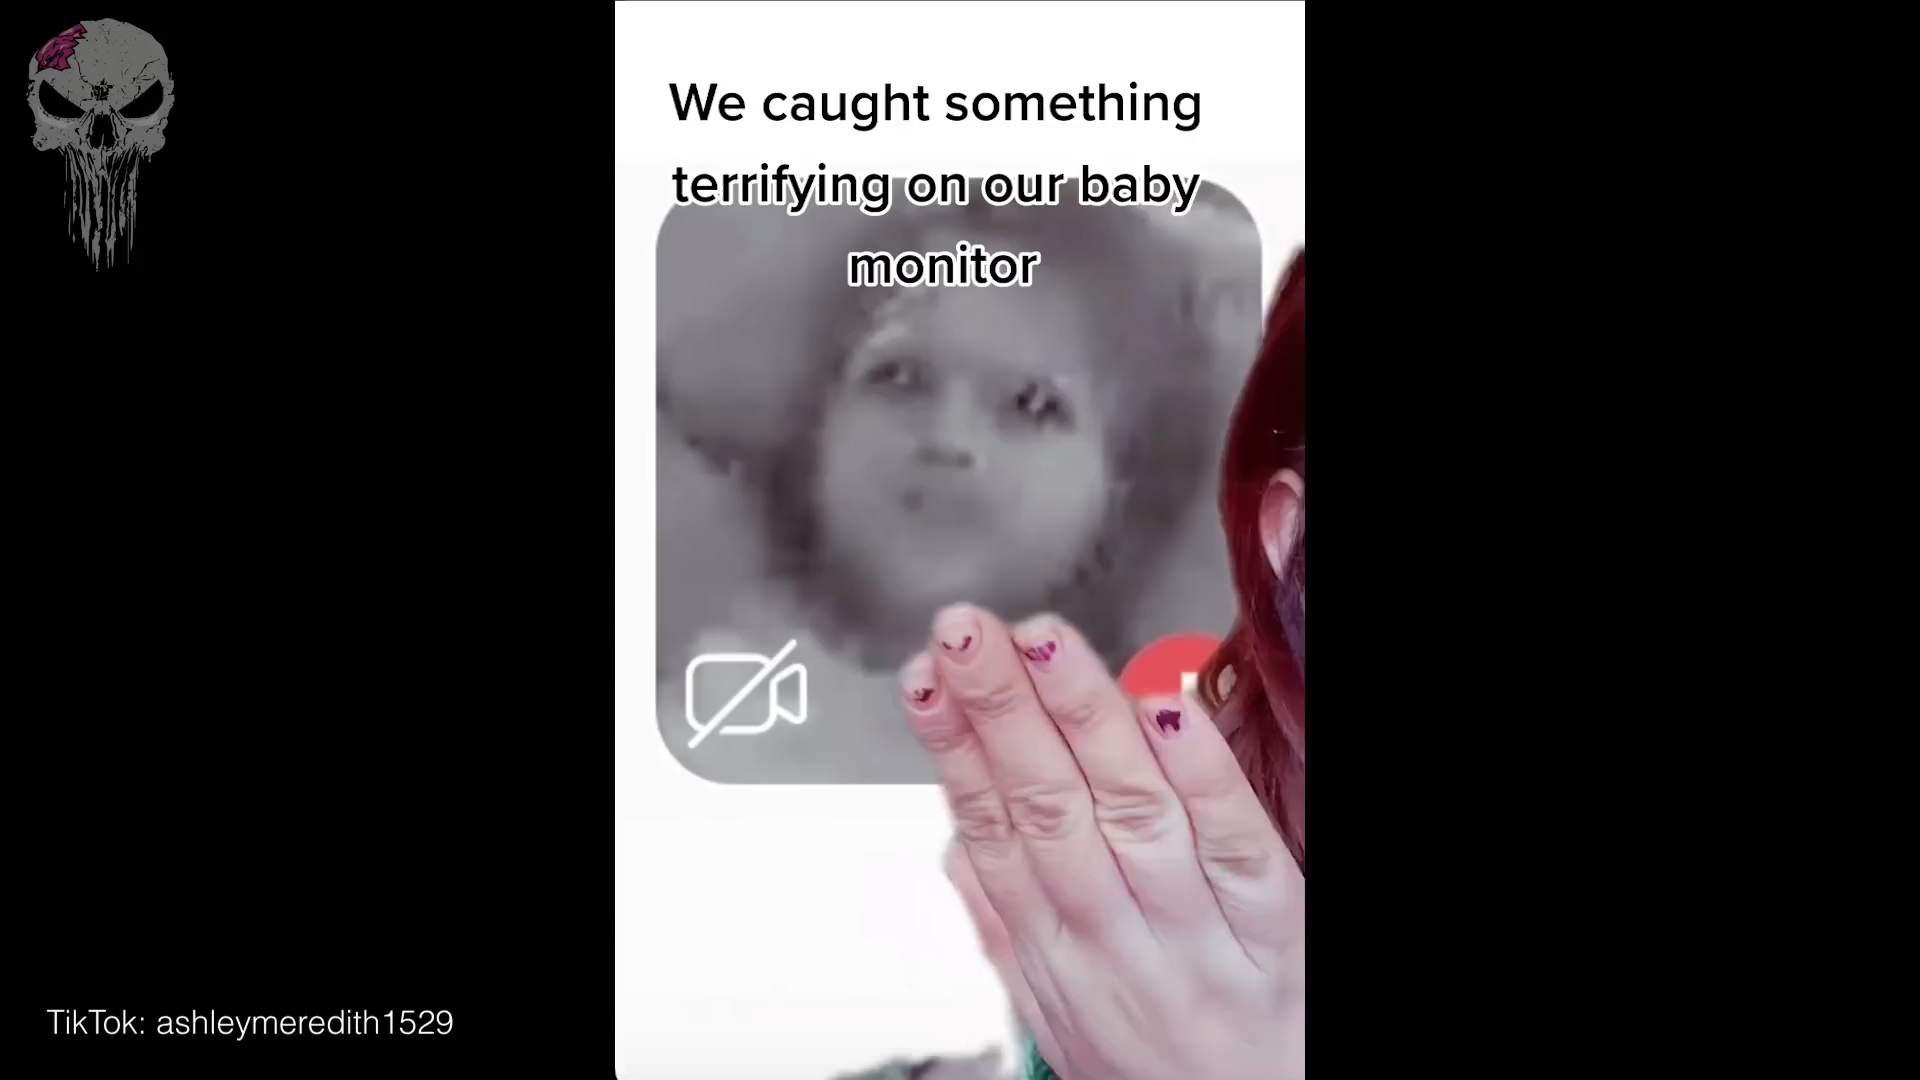 We caught something
terrifying on our baby
monitor
TikTok: ashleymeredith1529